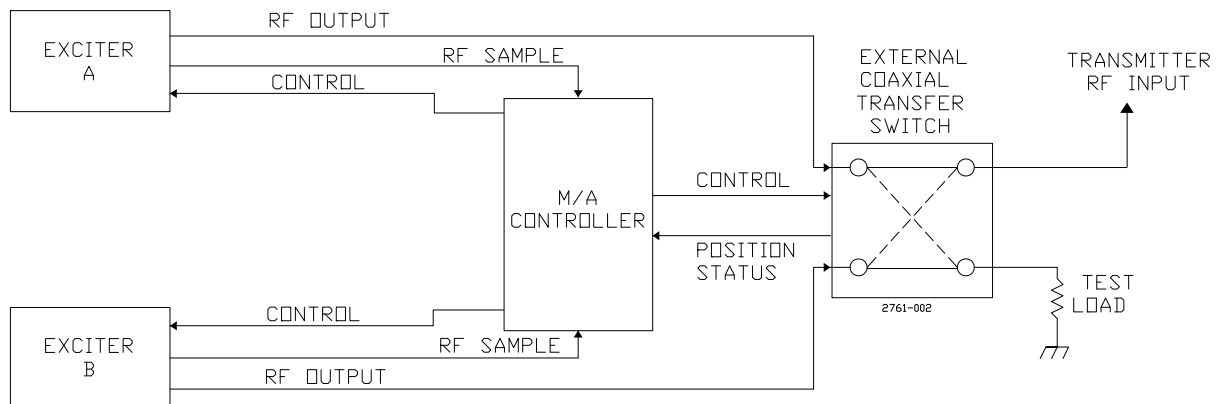 RF OUTPUT
EXCITER
A
RF SAMPLE
CONTROL
EXTERNAL
COAXIAL
TRANSFER
SWITCH
TRANSMITTER
RF INPUT
M/A
CONTROLLER
CONTROL
POSITION
STATUS
2761-002
TEST
LOAD
CONTROL
EXCITER
B
RF SAMPLE
RF OUTPUT